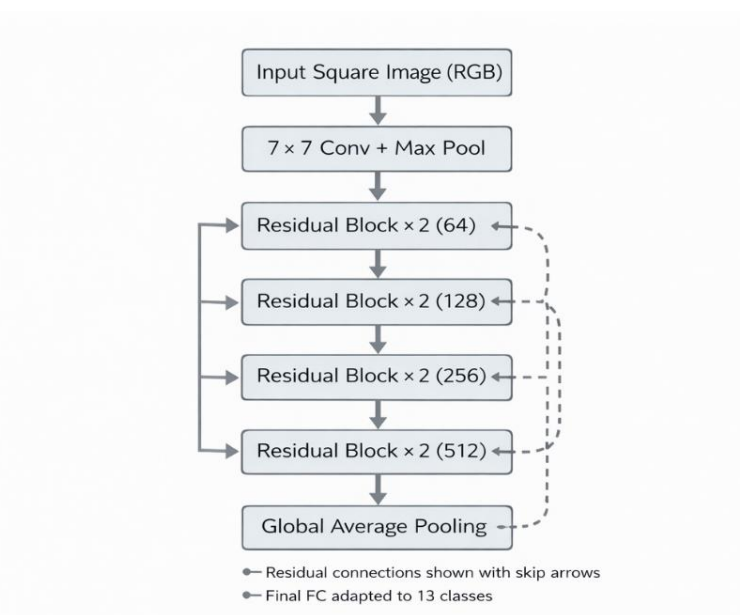 Input Square Image (RGB)
7 × 7 Conv + Max Pool
Residual Block × 2 (64)
Residual Block × 2 (128)
Residual Block × 2 (256)
Residual Block × 2 (512)
Global Average Pooling
Residual connections shown with skip arrows
Final FC adapted to 13 classes